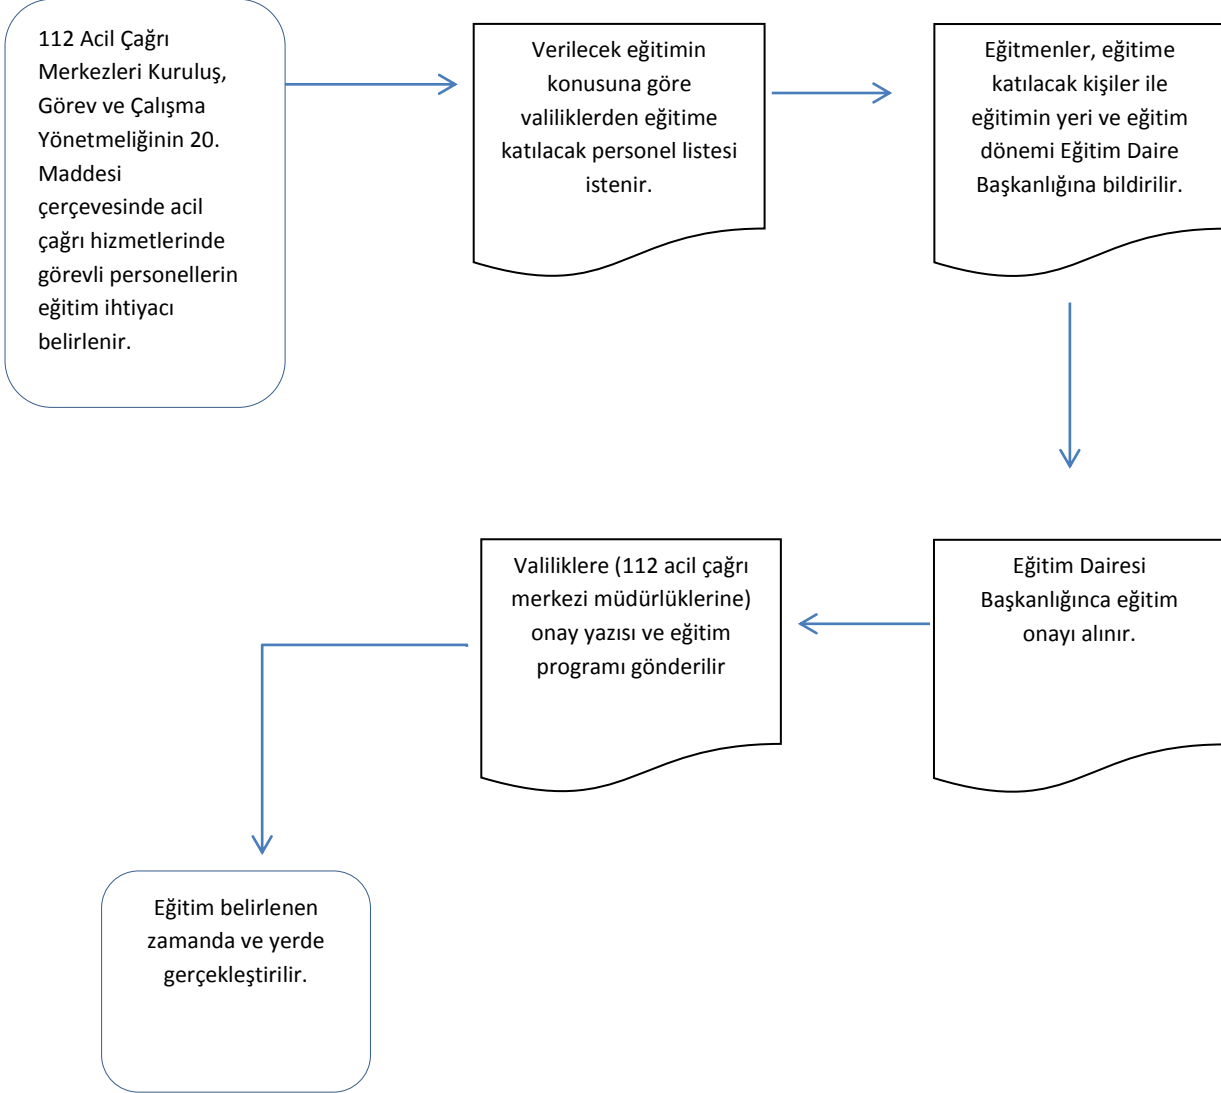 112 Acil Çağrı
Merkezleri Kuruluş,
Görev ve Çalışma
Yönetmeliğinin 20.
Maddesi
çerçevesinde acil
çağrı hizmetlerinde
görevli personellerin
eğitim ihtiyacı
belirlenir.
Verilecek eğitimin
konusuna göre
valiliklerden eğitime
katılacak personel listesi
istenir.
Eğitmenler, eğitime
katılacak kişiler ile
eğitimin yeri ve eğitim
dönemi Eğitim Daire
Başkanlığına bildirilir.
Eğitim Dairesi
Başkanlığınca eğitim
onayı alınır.
Valiliklere (112 acil çağrı
merkezi müdürlüklerine)
onay yazısı ve eğitim
programı gönderilir
Eğitim belirlenen
zamanda ve yerde
gerçekleştirilir.